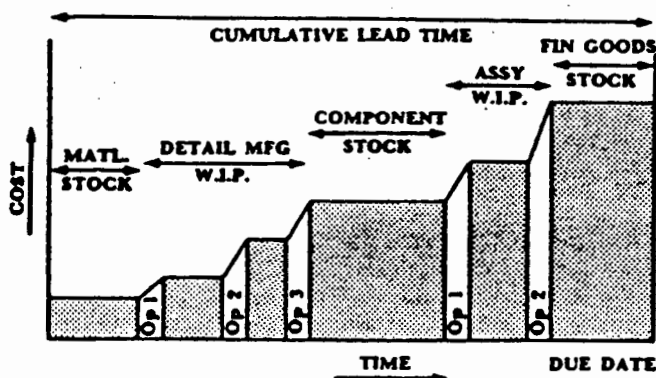 CUMULATIVE LEAD TIME
FIN GOODS
STOCK
ASSY
W.I.P.
COMPONENT
STOCK
DETAIL MFG
W.I.P.
MATL.
STOCK
COST
Op 1
Op 2
Op 3
Op 1
Op 2
TIME
DUE DATE